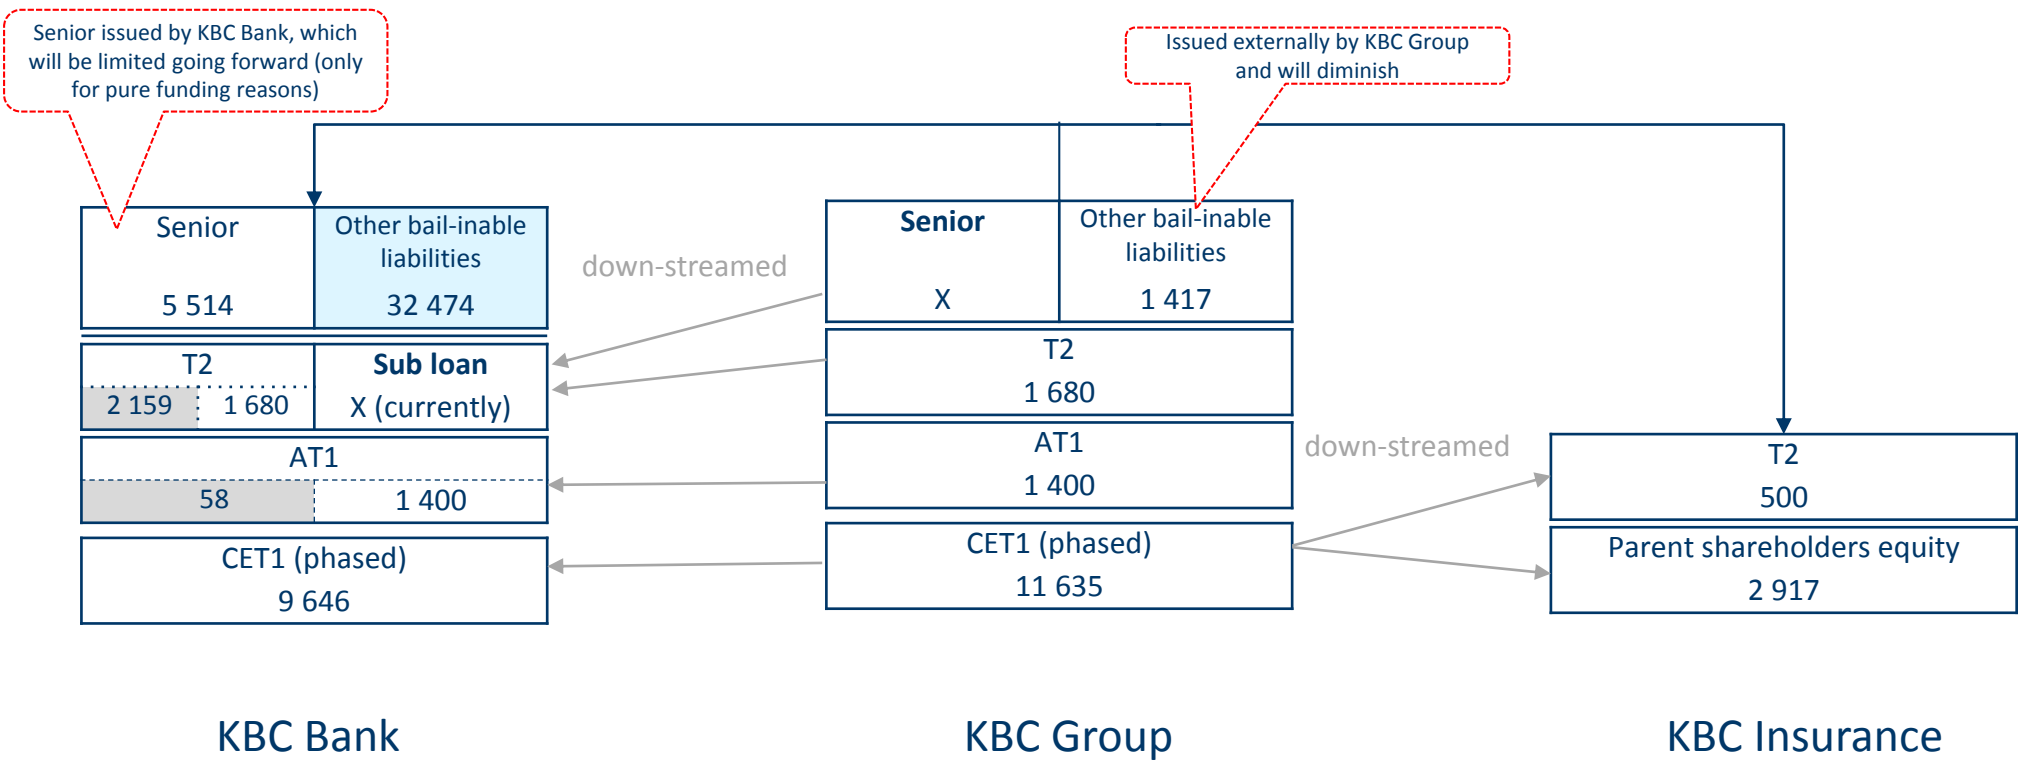 Senior issued by KBC Bank, which
will be limited going forward (only
for pure funding reasons)
Issued externally by KBC Group
and will diminish
Senior
5 514
Other bail-inable
liabilities
32 474
T2
2 159
1 680
Sub loan
X (currently)
AT1
58
1 400
CET1 (phased)
9 646
KBC Bank
down-streamed
Senior
X
Other bail-inable
liabilities
1 417
T2
1 680
AT1
1 400
CET1 (phased)
11 635
KBC Group
down-streamed
T2
500
Parent shareholders equity
2 917
KBC Insurance